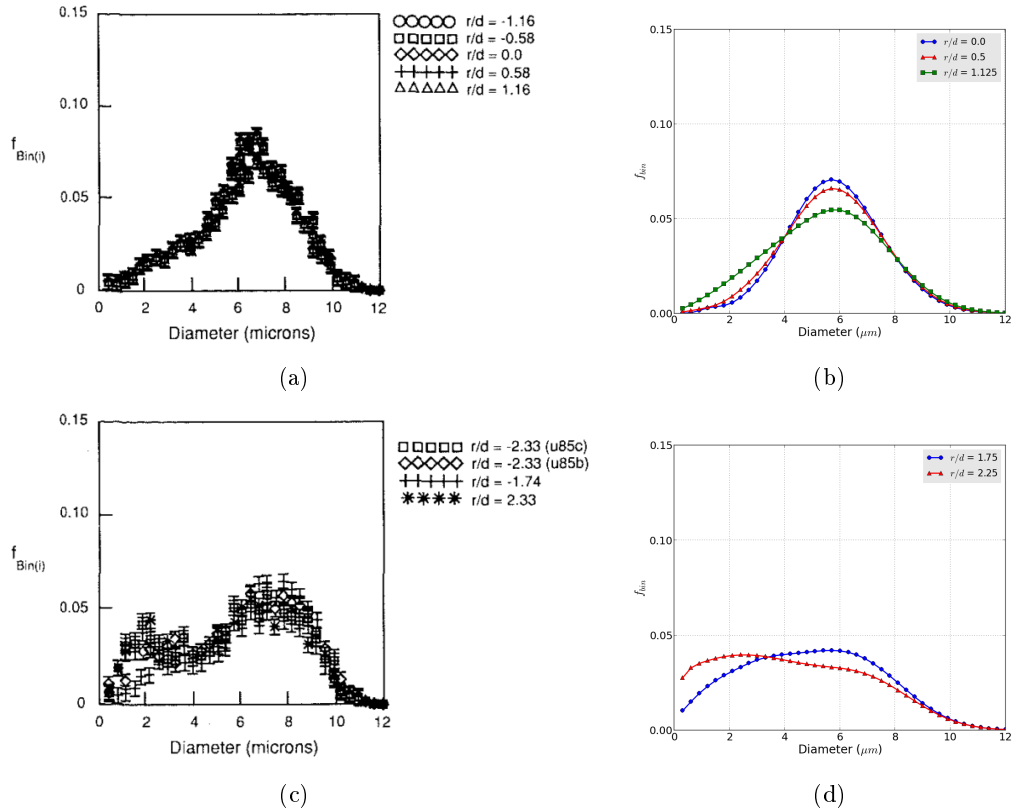 0.15
0.10
f
Bin(i)
0.05
0
0 2 4 6 8 10 12
Diameter (microns)
r/d = -1.16
r/d = -0.58
r/d = 0.0
r/d = 0.58
r/d = 1.16
(a)
0.15
0.10
f_bin
0.05
0.00
0 2 4 6 8 10 12
Diameter (μm)
r/d = 0.0
r/d = 0.5
r/d = 1.125
(b)
0.15
0.10
f
Bin(i)
0.05
0
0 2 4 6 8 10 12
Diameter (microns)
r/d = -2.33 (u85c)
r/d = -2.33 (u85b)
r/d = -1.74
r/d = 2.33
(c)
0.15
0.10
f_bin
0.05
0.00
0 2 4 6 8 10 12
Diameter (μm)
r/d = 1.75
r/d = 2.25
(d)